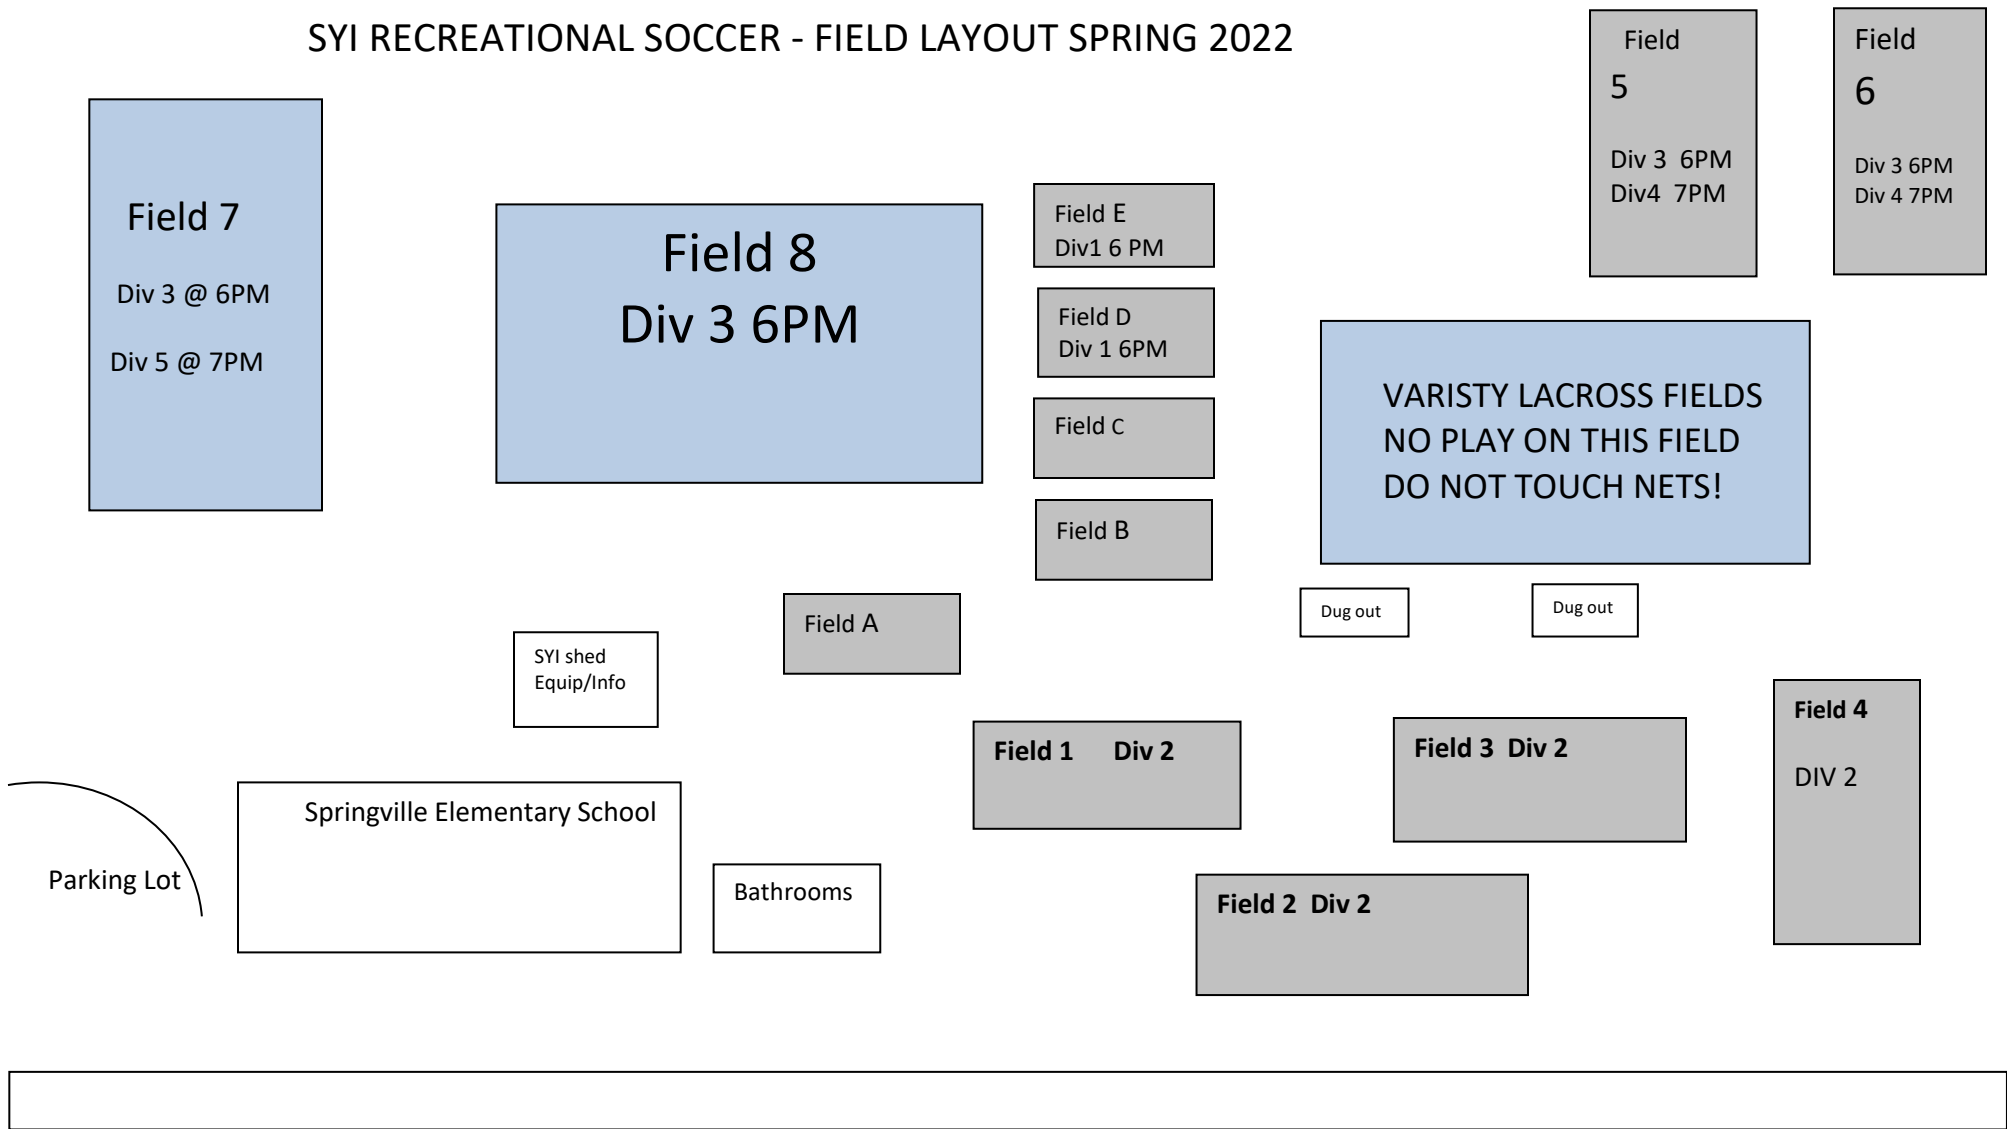 SYI RECREATIONAL SOCCER - FIELD LAYOUT SPRING 2022
Field
5
Div 3  6PM
Div4  7PM
Field
6
Div 3 6PM
Div 4 7PM
Field 7
Div 3 @ 6PM
Div 5 @ 7PM
Field 8
Div 3 6PM
Field E
Div1 6 PM
Field D
Div 1 6PM
Field C
Field B
VARISTY LACROSS FIELDS
NO PLAY ON THIS FIELD
DO NOT TOUCH NETS!
Dug out
Dug out
Field A
SYI shed
Equip/Info
Field 1 Div 2
Field 3 Div 2
Field 4
DIV 2
Springville Elementary School
Parking Lot
Bathrooms
Field 2 Div 2